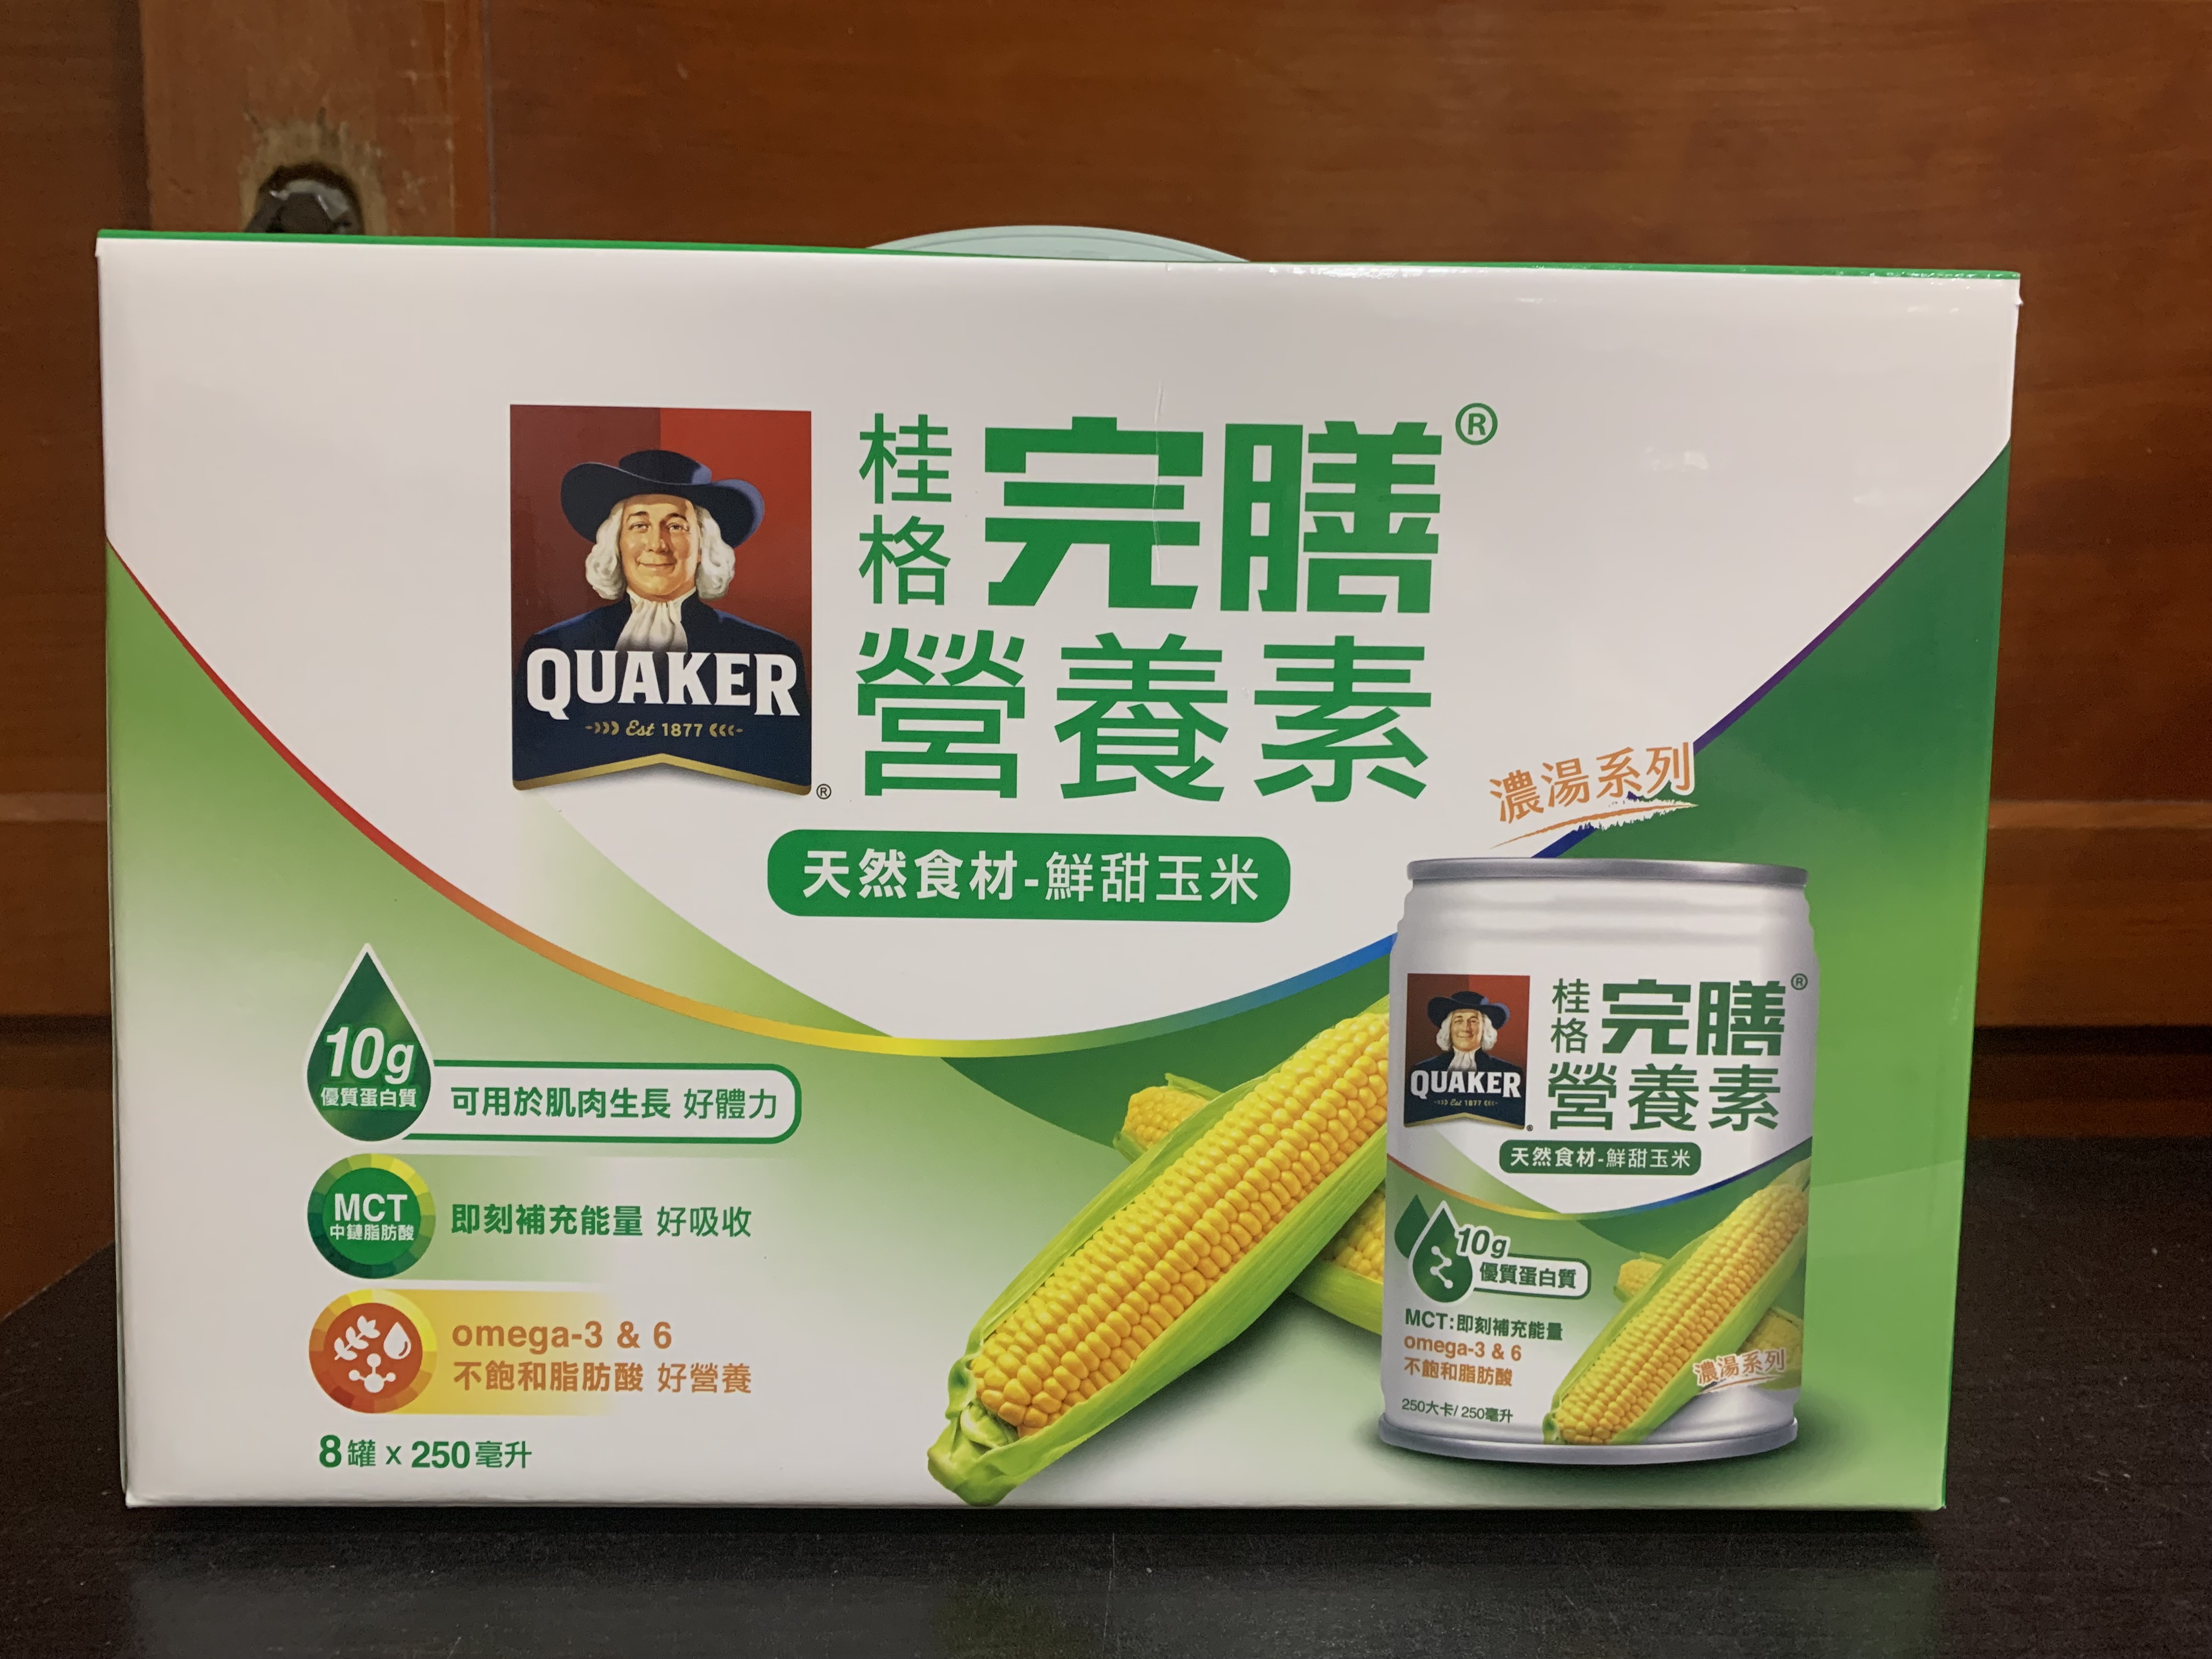 桂格
完膳®
營養素
QUAKER
Est 1877
®
濃湯系列
天然食材-鮮甜玉米
10g
優質蛋白質
可用於肌肉生長 好體力
MCT
中鏈脂肪酸
即刻補充能量 好吸收
omega-3 & 6
不飽和脂肪酸 好營養
8罐 x 250毫升
桂格
完膳®
營養素
QUAKER
Est 1877
®
天然食材-鮮甜玉米
10g
優質蛋白質
MCT:即刻補充能量
omega-3 & 6
不飽和脂肪酸
濃湯系列
250大卡/250毫升